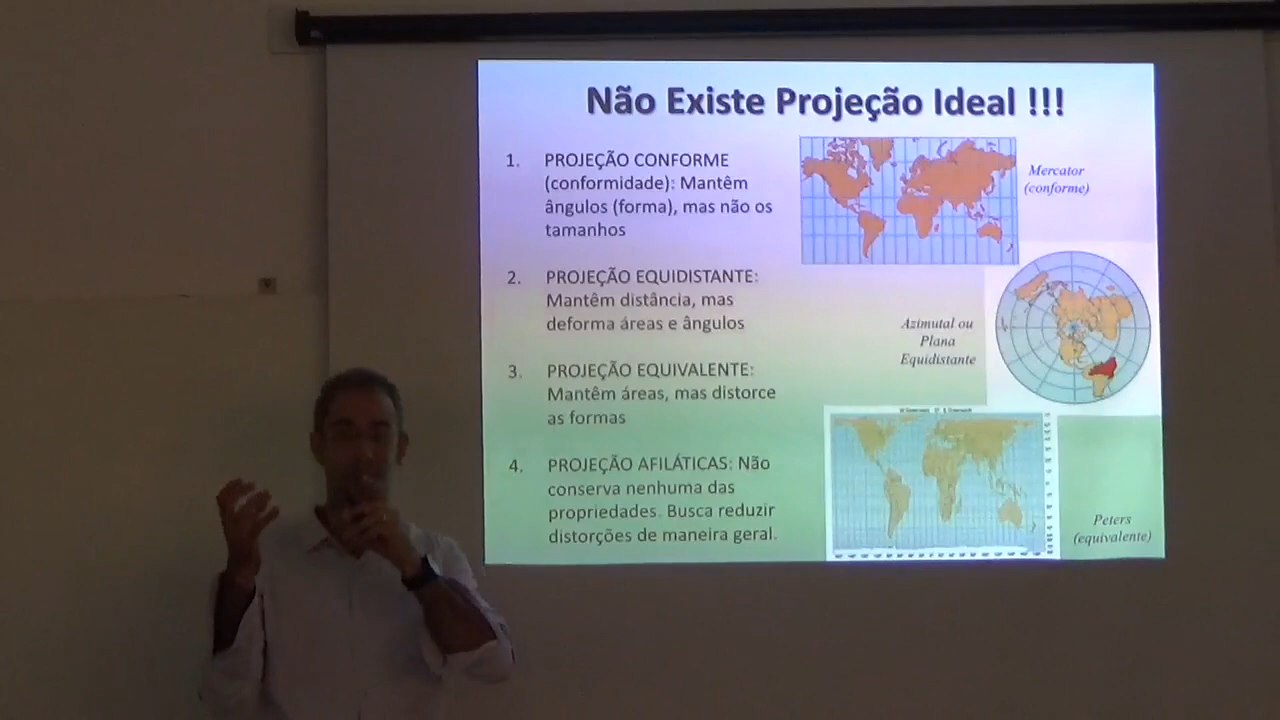 Não Existe Projeção Ideal !!!
1. PROJEÇÃO CONFORME
(conformidade): Mantêm
ângulos (forma), mas não os
tamanhos
Mercator
(conforme)
2. PROJEÇÃO EQUIDISTANTE:
Mantêm distância, mas
deforma áreas e ângulos
Azimutal ou
Plana
Equidistante
3. PROJEÇÃO EQUIVALENTE:
Mantêm áreas, mas distorce
as formas
4. PROJEÇÃO AFILÁTICAS: Não
conserva nenhuma das
propriedades. Busca reduzir
distorções de maneira geral.
Peters
(equivalente)